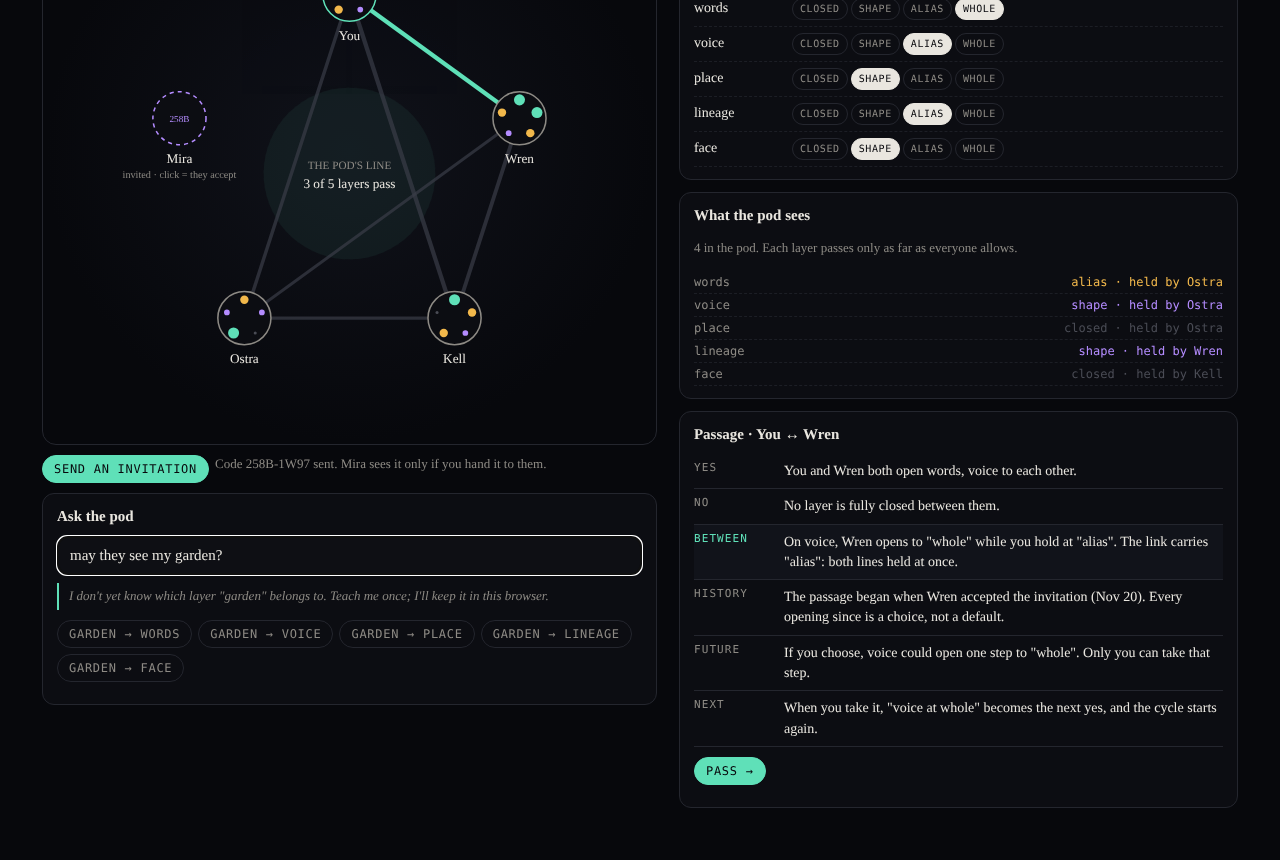 You
258B
Mira
invited · click = they accept
THE POD'S LINE
3 of 5 layers pass
Wren
Ostra
Kell
SEND AN INVITATION
Code 258B-1W97 sent. Mira sees it only if you hand it to them.
Ask the pod
may they see my garden?
I don't yet know which layer "garden" belongs to. Teach me once; I'll keep it in this browser.
GARDEN → WORDS GARDEN → VOICE GARDEN → PLACE GARDEN → LINEAGE
GARDEN → FACE
words CLOSED SHAPE ALIAS WHOLE
voice CLOSED SHAPE ALIAS WHOLE
place CLOSED SHAPE ALIAS WHOLE
lineage CLOSED SHAPE ALIAS WHOLE
face CLOSED SHAPE ALIAS WHOLE
What the pod sees
4 in the pod. Each layer passes only as far as everyone allows.
words alias · held by Ostra
voice shape · held by Ostra
place closed · held by Ostra
lineage shape · held by Wren
face closed · held by Kell
Passage · You ↔ Wren
YES You and Wren both open words, voice to each other.
NO No layer is fully closed between them.
BETWEEN On voice, Wren opens to "whole" while you hold at "alias". The link carries
"alias": both lines held at once.
HISTORY The passage began when Wren accepted the invitation (Nov 20). Every
opening since is a choice, not a default.
FUTURE If you choose, voice could open one step to "whole". Only you can take that
step.
NEXT When you take it, "voice at whole" becomes the next yes, and the cycle starts
again.
PASS →